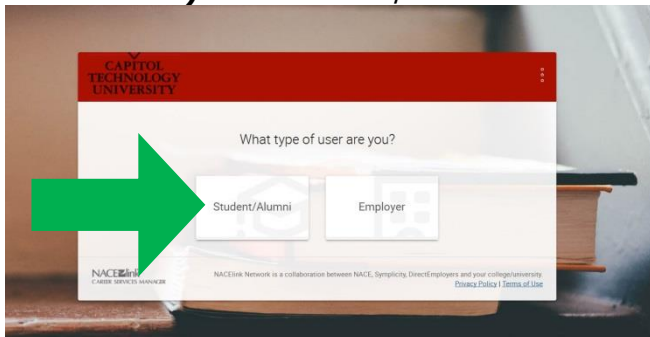 CAPITOL
TECHNOLOGY
UNIVERSITY
What type of user are you?
Student/Alumni
Employer
NACElink
CAREER SERVICES MANAGER
NACElink Network is a collaboration between NACE, Symplicity, DirectEmployers and your college/university.
Privacy Policy | Terms of Use